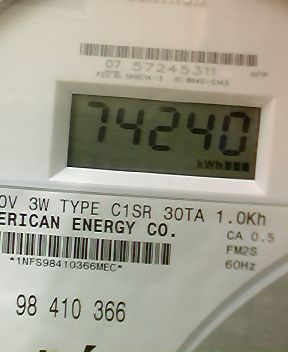 07 57245311
74240
kWh
0V 3W TYPE C1SR 30TA 1.0Kh
ERICAN ENERGY CO.
CA 0.5
FM2S
*1NFS98410366MEC*
60Hz
98 410 366